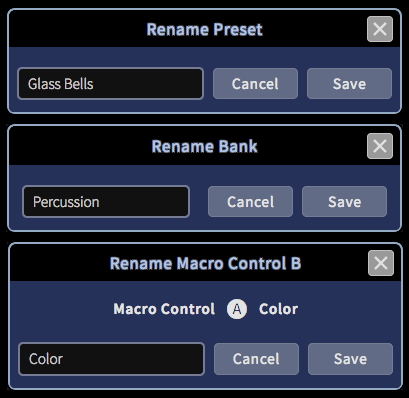 Rename Preset
Glass Bells Cancel Save
Rename Bank
Percussion Cancel Save
Rename Macro Control B
Macro Control A Color
Color Cancel Save